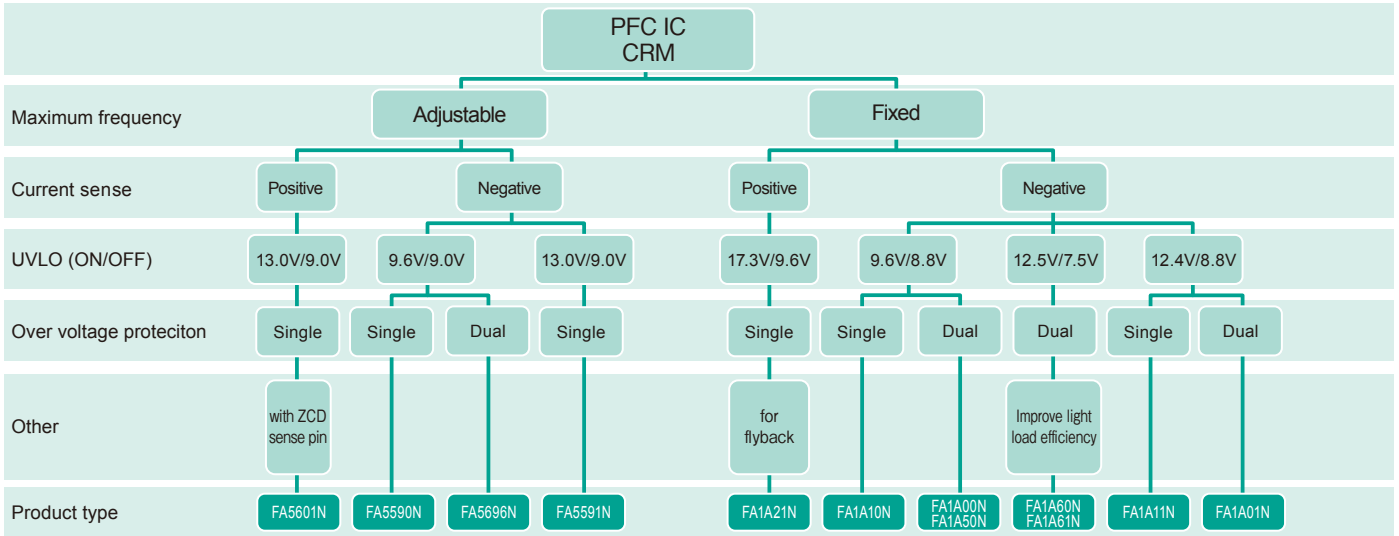 PFC IC
CRM
Maximum frequency
Adjustable
Fixed
Current sense
Positive
Negative
Positive
Negative
UVLO (ON/OFF)
13.0V/9.0V
9.6V/9.0V
13.0V/9.0V
17.3V/9.6V
9.6V/8.8V
12.5V/7.5V
12.4V/8.8V
Over voltage proteciton
Single
Single
Dual
Single
Single
Single
Dual
Dual
Single
Dual
Other
with ZCD
sense pin
for
flyback
Improve light
load efficiency
Product type
FA5601N
FA5590N
FA5696N
FA5591N
FA1A21N
FA1A10N
FA1A00N
FA1A50N
FA1A60N
FA1A61N
FA1A11N
FA1A01N